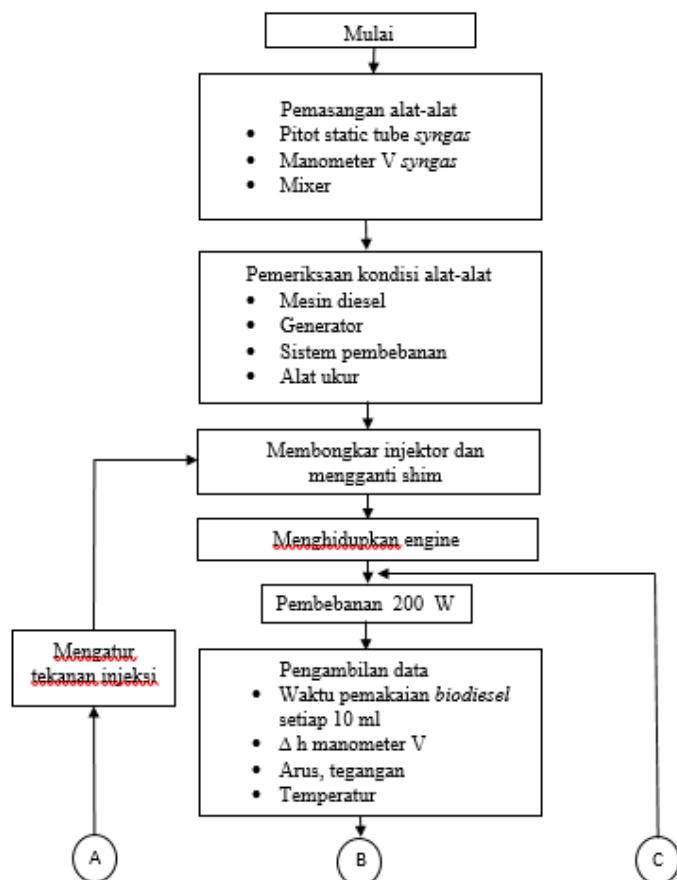 Mulai
Pemasangan alat-alat
• Pitot static tube syngas
• Manometer V syngas
• Mixer
Pemeriksaan kondisi alat-alat
• Mesin diesel
• Generator
• Sistem pembebanan
• Alat ukur
Membongkar injektor dan
mengganti shim
Menghidupkan engine
Pembebanan 200 W
Mengatur
tekanan injeksi
Pengambilan data
• Waktu pemakaian biodiesel
setiap 10 ml
• Δ h manometer V
• Arus, tegangan
• Temperatur
A
B
C